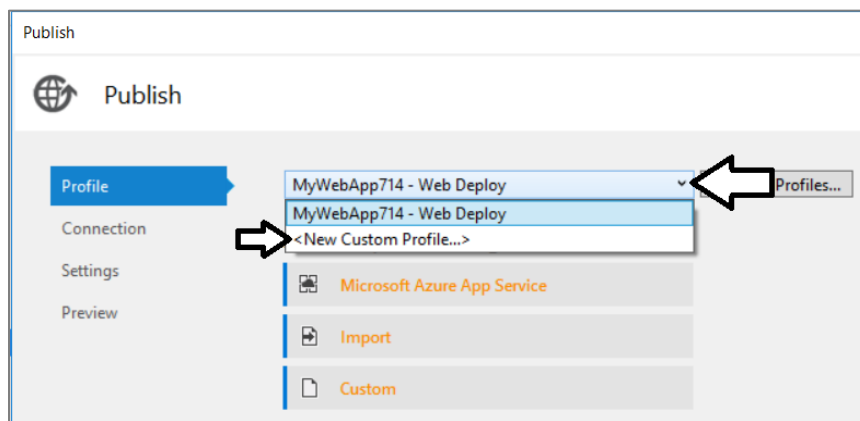 Publish
Publish
Profile
MyWebApp714 - Web Deploy
Profiles...
MyWebApp714 - Web Deploy
<New Custom Profile...>
Connection
Settings
Preview
Microsoft Azure App Service
Import
Custom